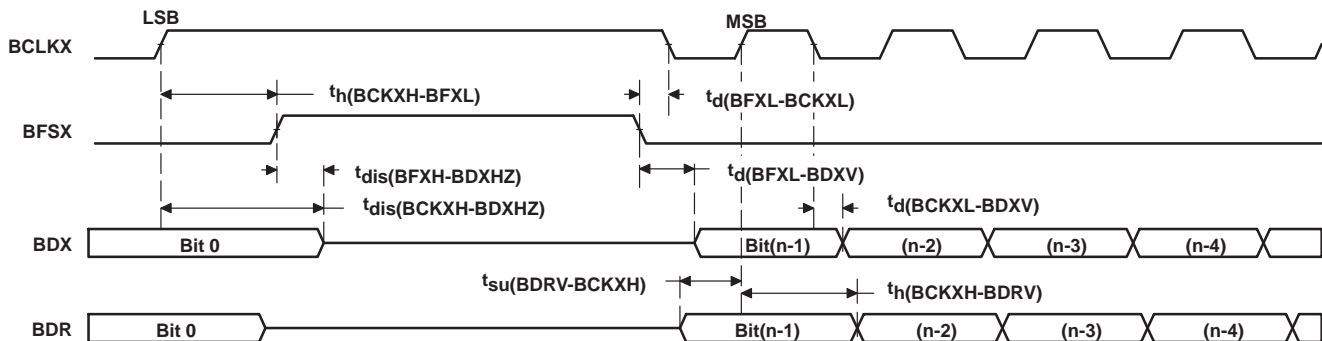 LSB
MSB
BCLKX
th(BCKXH-BFXL)
td(BFXL-BCKXL)
BFSX
tdis(BFXH-BDXHZ)
td(BFXL-BDXV)
tdis(BCKXH-BDXHZ)
td(BCKXL-BDXV)
BDX
Bit 0
Bit(n-1)
(n-2)
(n-3)
(n-4)
tsu(BDRV-BCKXH)
th(BCKXH-BDRV)
BDR
Bit 0
Bit(n-1)
(n-2)
(n-3)
(n-4)